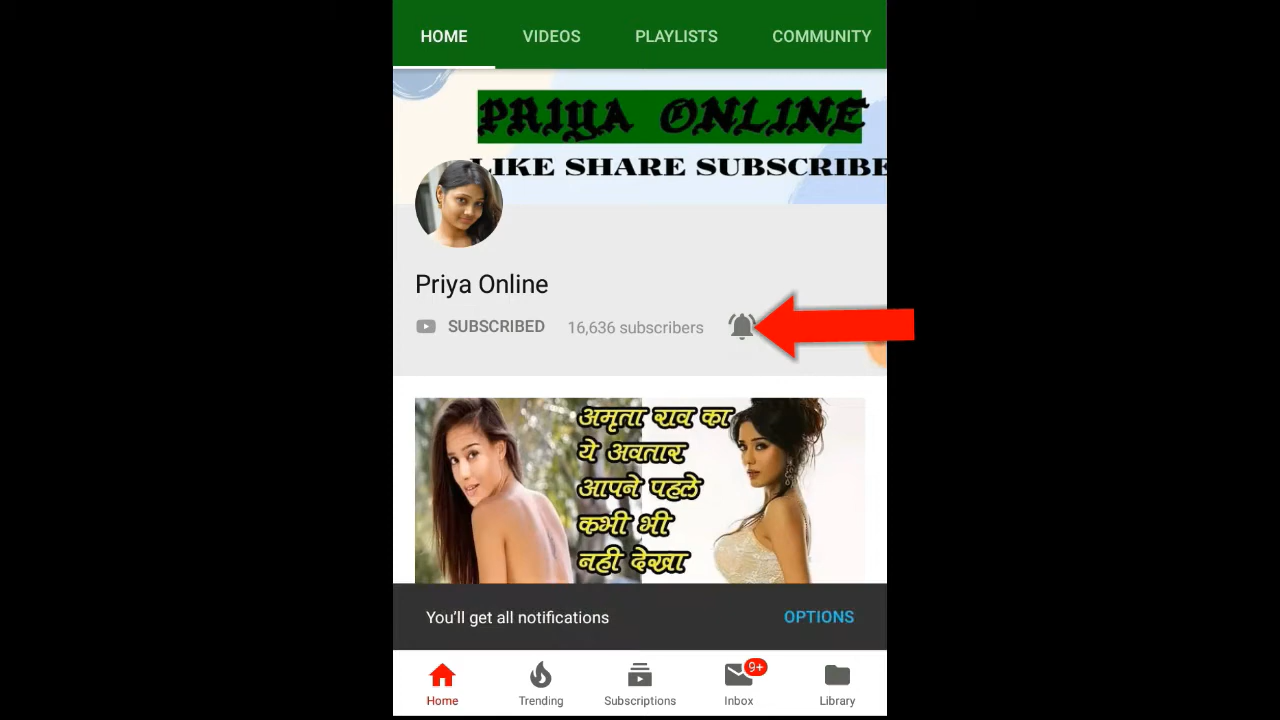 HOME VIDEOS PLAYLISTS COMMUNITY
PRIYA ONLINE
LIKE SHARE SUBSCRIBE
Priya Online
SUBSCRIBED 16,636 subscribers
अमृता राव का
ये अवतार
आपने पहले
कभी भी
नही देखा
You'll get all notifications OPTIONS
9+
Home Trending Subscriptions Inbox Library